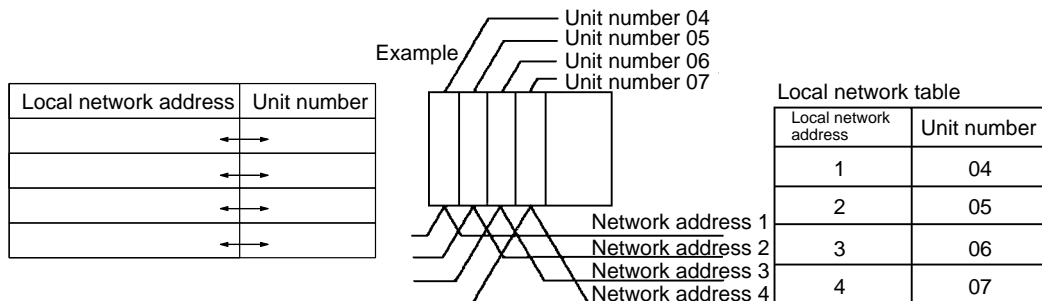 Local network address Unit number
Example
Unit number 04
Unit number 05
Unit number 06
Unit number 07
Network address 1
Network address 2
Network address 3
Network address 4
Local network table
Local network address Unit number
1 04
2 05
3 06
4 07